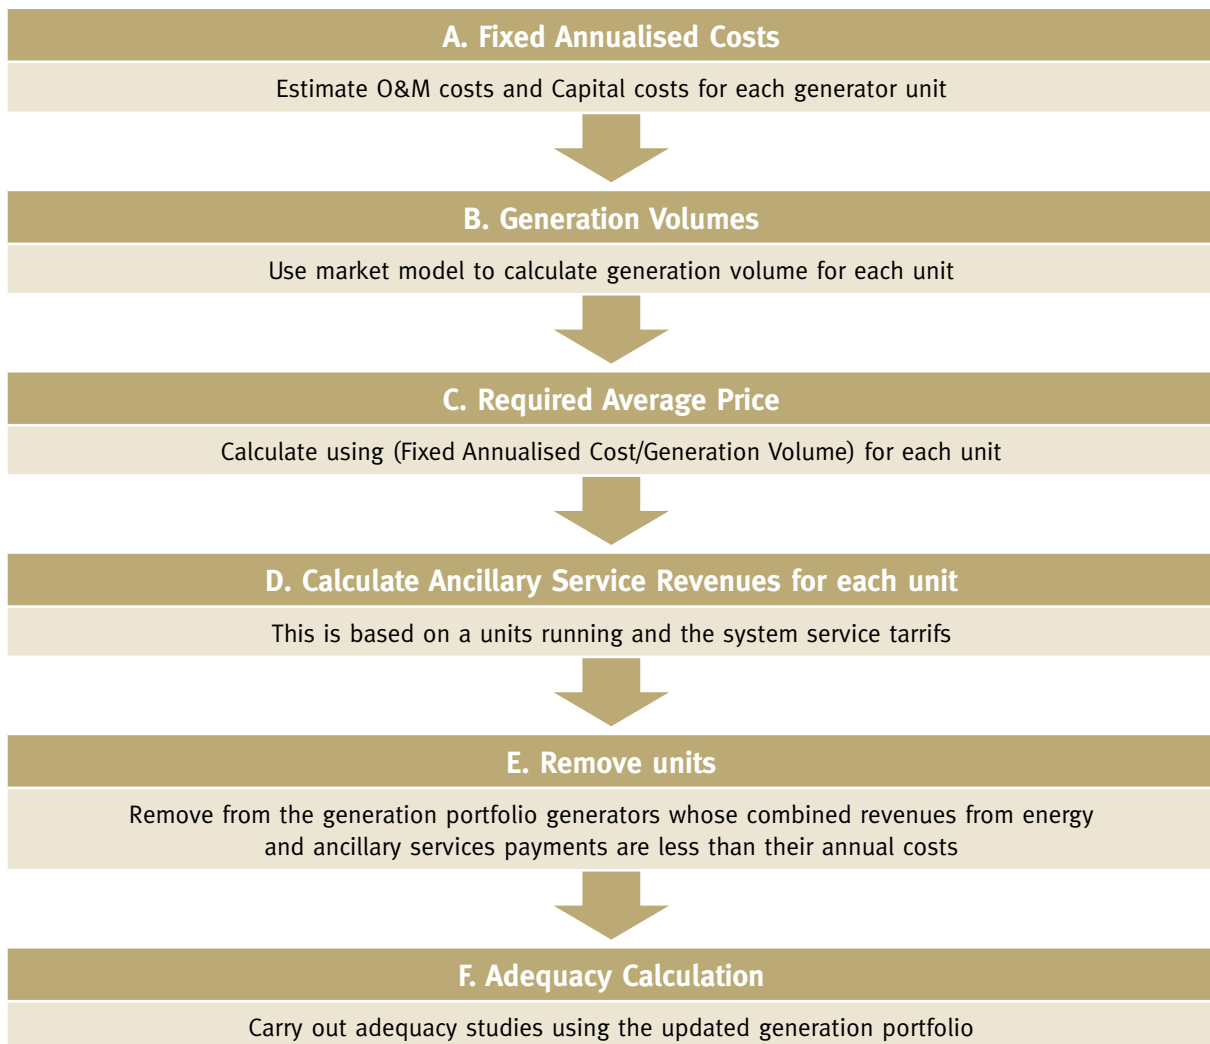 A. Fixed Annualised Costs
Estimate O&M costs and Capital costs for each generator unit
B. Generation Volumes
Use market model to calculate generation volume for each unit
C. Required Average Price
Calculate using (Fixed Annualised Cost/Generation Volume) for each unit
D. Calculate Ancillary Service Revenues for each unit
This is based on a units running and the system service tarrifs
E. Remove units
Remove from the generation portfolio generators whose combined revenues from energy
and ancillary services payments are less than their annual costs
F. Adequacy Calculation
Carry out adequacy studies using the updated generation portfolio